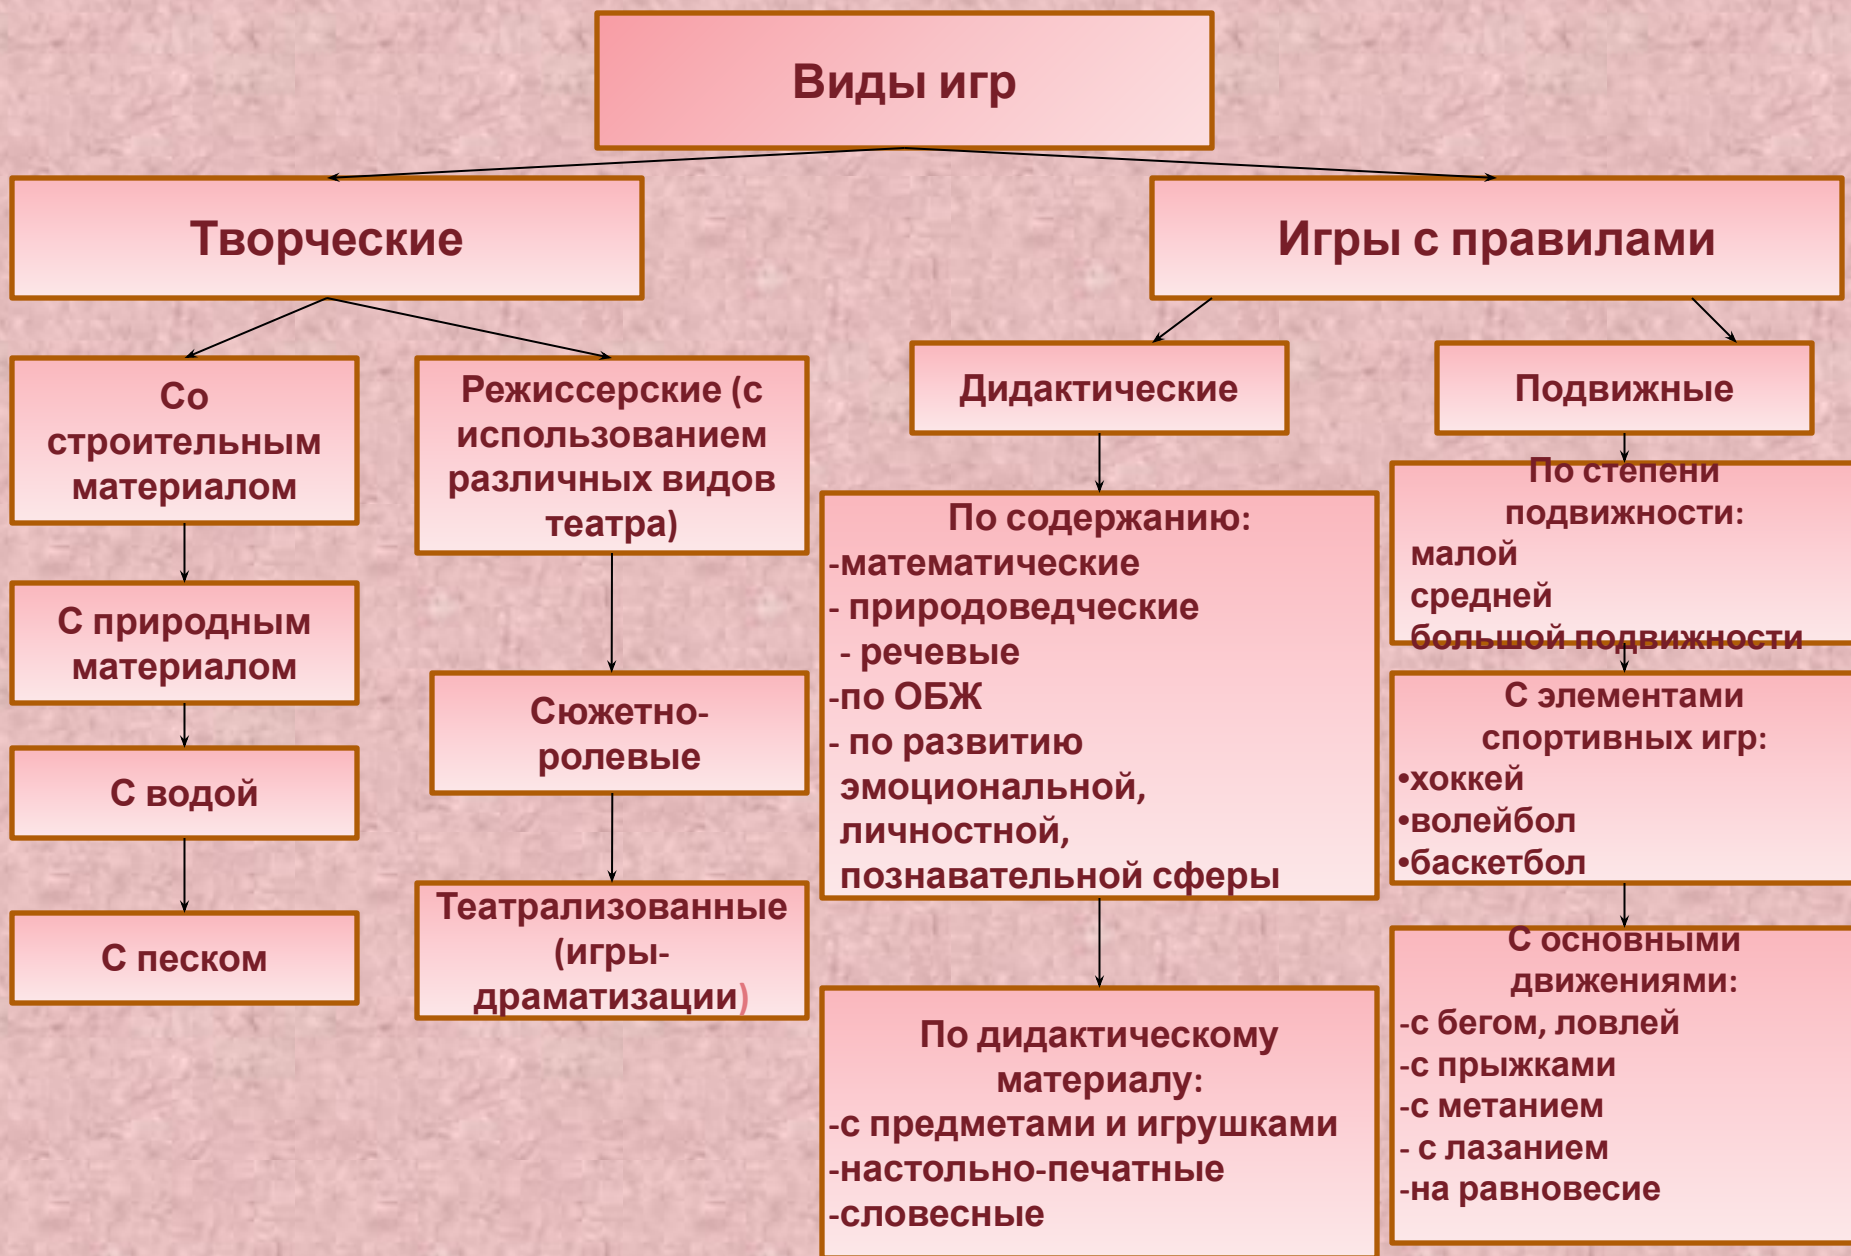 Виды игр
Творческие
Игры с правилами
Со
строительным
материалом
С природным
материалом
С водой
С песком
Режиссерские (с
использованием
различных видов
театра)
Сюжетно-
ролевые
Театрализованные
(игры-
драматизации)
Дидактические
По содержанию:
-математические
- природоведческие
- речевые
-по ОБЖ
- по развитию
эмоциональной,
личностной,
познавательной сферы
По дидактическому
материалу:
-с предметами и игрушками
-настольно-печатные
-словесные
Подвижные
По степени
подвижности:
малой
средней
большой подвижности
С элементами
спортивных игр:
•хоккей
•волейбол
•баскетбол
С основными
движениями:
-с бегом, ловлей
-с прыжками
-с метанием
- с лазанием
-на равновесие